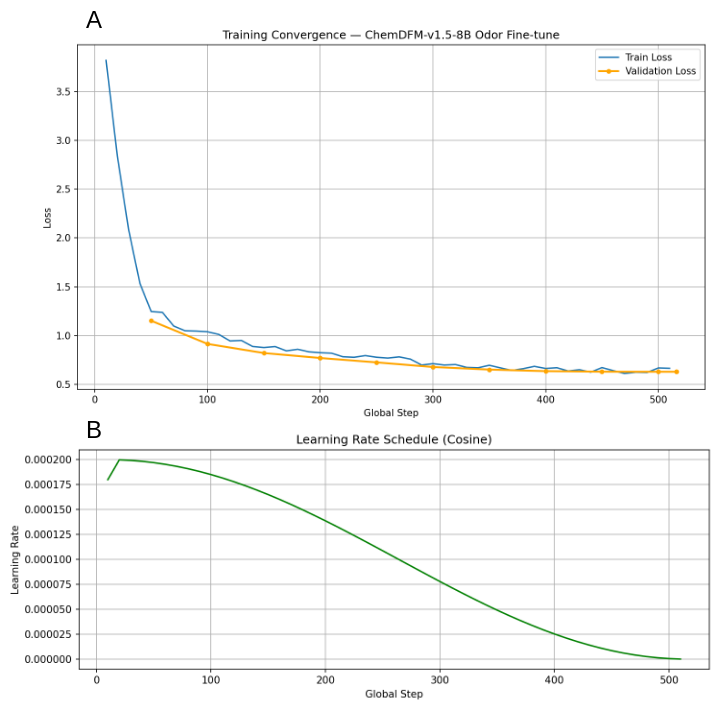 A
Training Convergence — ChemDFM-v1.5-8B Odor Fine-tune
Train Loss
Validation Loss
3.5
3.0
2.5
2.0
1.5
1.0
0.5
Loss
0 100 200 300 400 500
Global Step
B
Learning Rate Schedule (Cosine)
0.000200
0.000175
0.000150
0.000125
0.000100
0.000075
0.000050
0.000025
0.000000
Learning Rate
0 100 200 300 400 500
Global Step